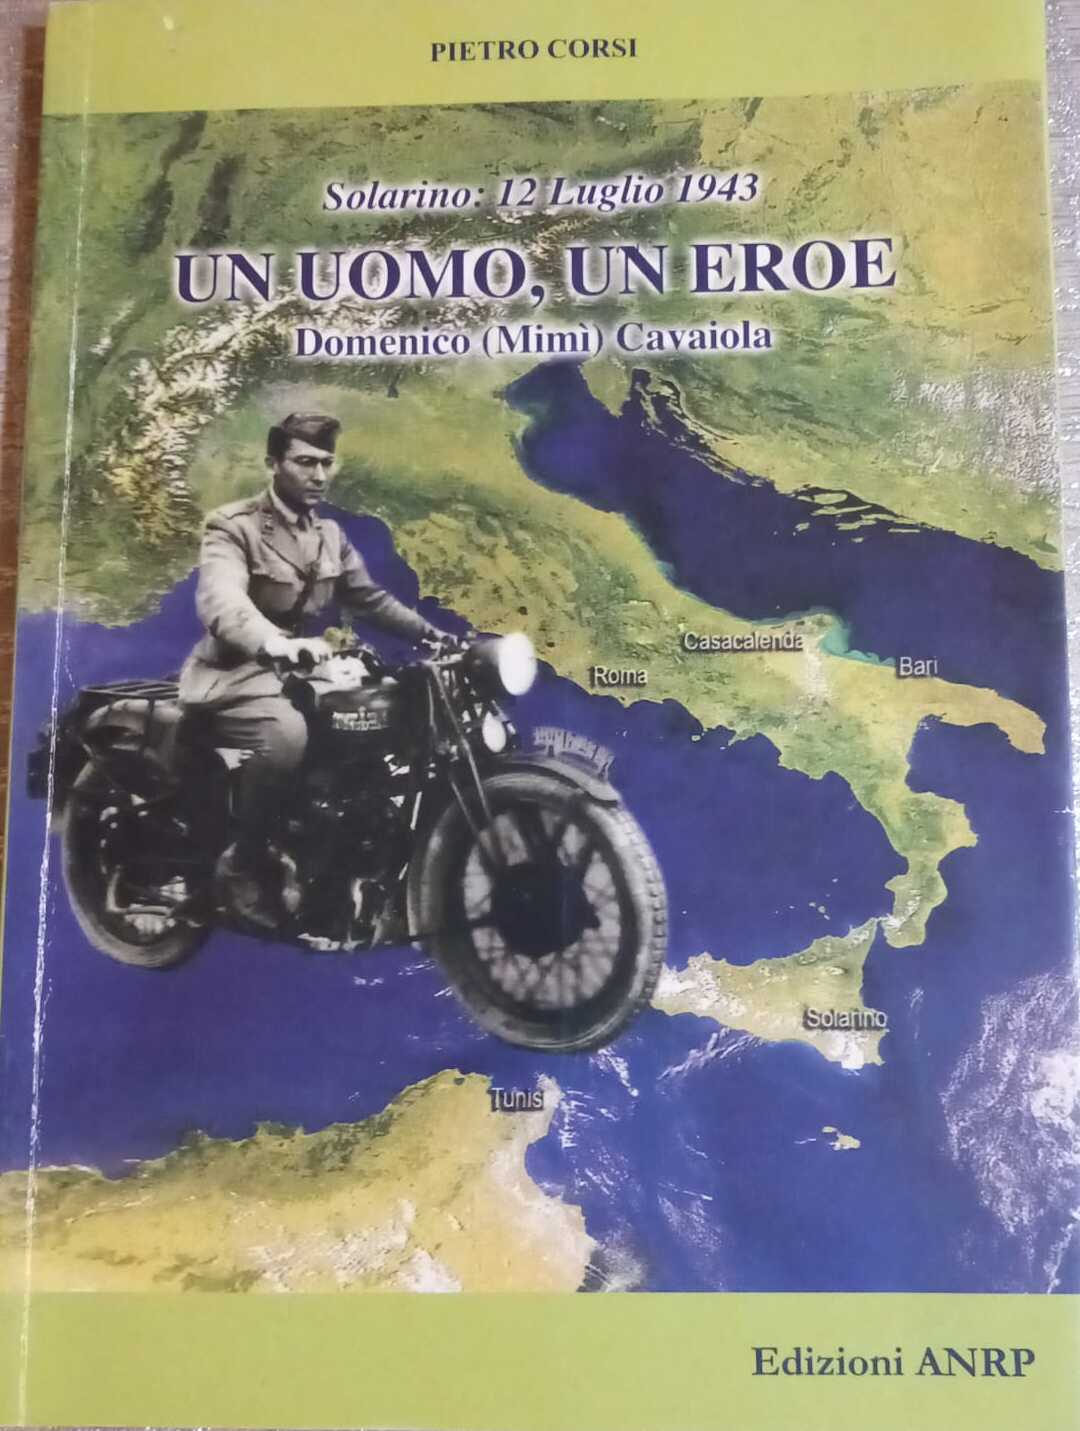 PIETRO CORSI
Solarino: 12 Luglio 1943
UN UOMO, UN EROE
Domenico (Mimì) Cavaiola
Casacalenda
Roma
Bari
Solarino
Tunisi
Edizioni ANRP